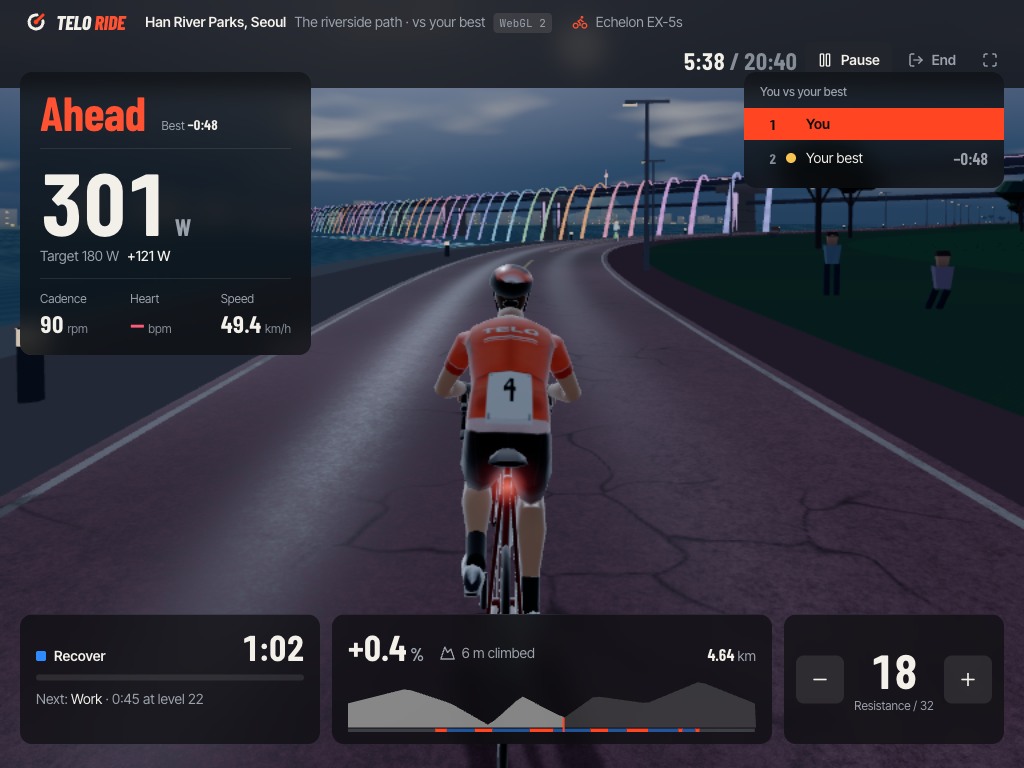 TELO RIDE Han River Parks, Seoul The riverside path · vs your best WebGL 2 Echelon EX-5s
5:38 / 20:40 Pause End
Ahead Best −0:48
301 W
Target 180 W +121 W
Cadence Heart Speed
90 rpm — bpm 49.4 km/h
You vs your best
1 You
2 Your best −0:48
TELO
4
Recover 1:02
Next: Work · 0:45 at level 22
+0.4 % 6 m climbed 4.64 km
− 18 +
Resistance / 32